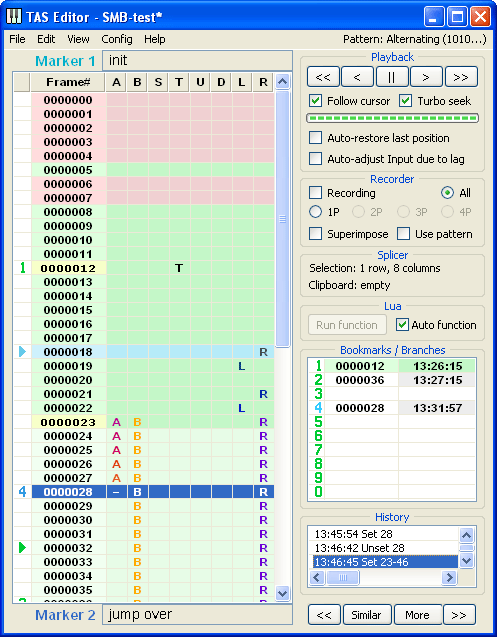 TAS Editor - SMB-test*
File Edit View Config Help Pattern: Alternating (1010...)
Marker 1 init
Frame# A B S T U D L R
0000000
0000001
0000002
0000003
0000004
0000005
0000006
0000007
0000008
0000009
0000010
0000011
1 0000012 T
0000013
0000014
0000015
0000016
0000017
0000018 R
0000019 L
0000020
0000021 R
0000022 L
0000023 A B R
0000024 A B R
0000025 A B R
0000026 A B R
0000027 A B R
4 0000028 – B R
0000029 B R
0000030 B R
0000031 B R
0000032 B R
0000033 B R
0000034 B R
0000035 B R
Marker 2 jump over
Playback
<< < || > >>
Follow cursor Turbo seek
Auto-restore last position
Auto-adjust Input due to lag
Recorder
Recording All
1P 2P 3P 4P
Superimpose Use pattern
Splicer
Selection: 1 row, 8 columns
Clipboard: empty
Lua
Run function Auto function
Bookmarks / Branches
1 0000012 13:26:15
2 0000036 13:27:15
3
4 0000028 13:31:57
5
6
7
8
9
0
History
13:45:54 Set 28
13:46:42 Unset 28
13:46:45 Set 23-46
<< Similar More >>